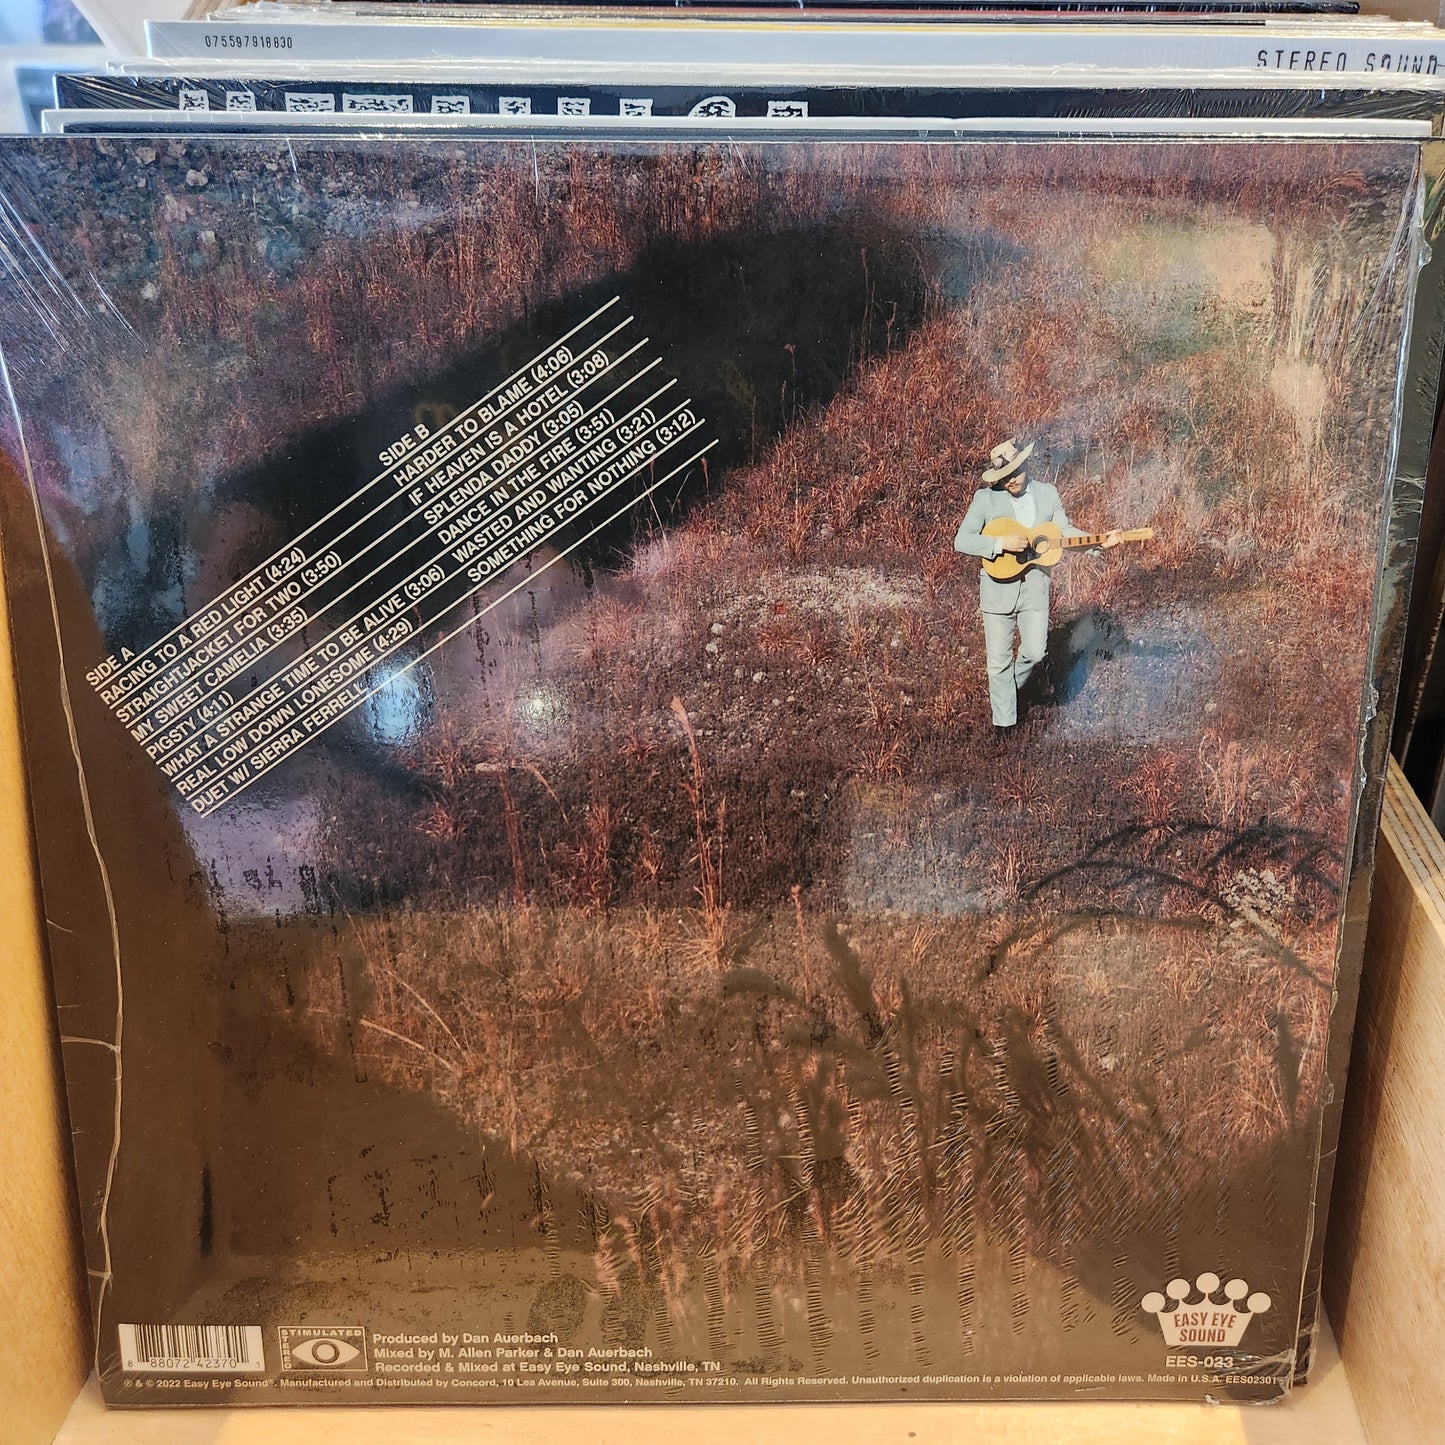 075597918830
STEREO SOUND
SIDE A
RACING TO A RED LIGHT (4:24)
STRAIGHTJACKET FOR TWO (3:50)
MY SWEET CAMELIA (3:35)
PIGSTY (4:11)
WHAT A STRANGE TIME TO BE ALIVE (3:06)
REAL LOW DOWN LONESOME (4:29)
DUET W/ SIERRA FERRELL
SIDE B
HARDER TO BLAME (4:06)
IF HEAVEN IS A HOTEL (3:08)
SPLENDA DADDY (3:05)
DANCE IN THE FIRE (3:51)
WASTED AND WANTING (3:21)
SOMETHING FOR NOTHING (3:12)
8 88072 42370 1
STIMULATED
STEREO
Produced by Dan Auerbach
Mixed by M. Allen Parker & Dan Auerbach
Recorded & Mixed at Easy Eye Sound, Nashville, TN
EASY EYE
SOUND
EES-023
℗ & © 2022 Easy Eye Sound®. Manufactured and Distributed by Concord, 10 Lea Avenue, Suite 300, Nashville, TN 37210. All Rights Reserved. Unauthorized duplication is a violation of applicable laws. Made in U.S.A. EES02301